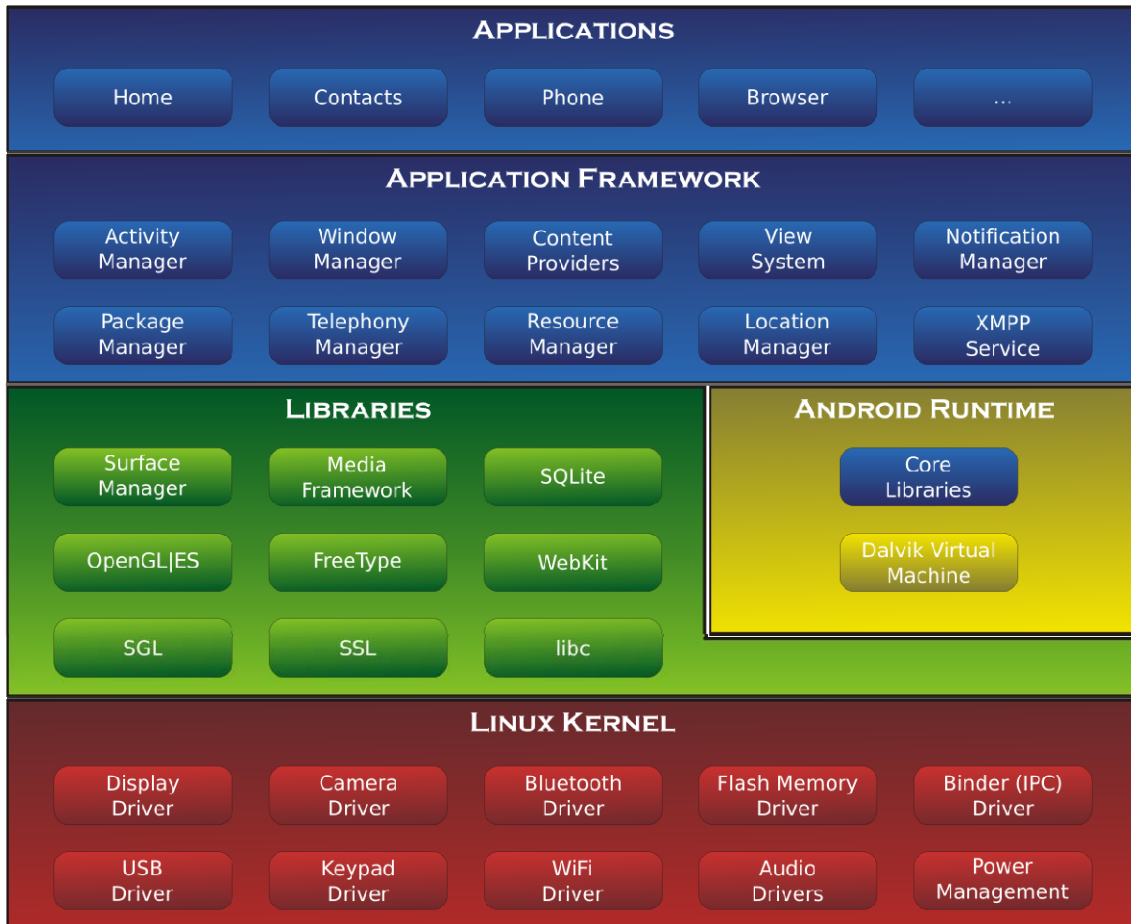 APPLICATIONS
Home
Contacts
Phone
Browser
...
APPLICATION FRAMEWORK
Activity
Manager
Window
Manager
Content
Providers
View
System
Notification
Manager
Package
Manager
Telephony
Manager
Resource
Manager
Location
Manager
XMPP
Service
LIBRARIES
Surface
Manager
Media
Framework
SQLite
OpenGL|ES
FreeType
WebKit
SGL
SSL
libc
ANDROID RUNTIME
Core
Libraries
Dalvik Virtual
Machine
LINUX KERNEL
Display
Driver
Camera
Driver
Bluetooth
Driver
Flash Memory
Driver
Binder (IPC)
Driver
USB
Driver
Keypad
Driver
WiFi
Driver
Audio
Drivers
Power
Management